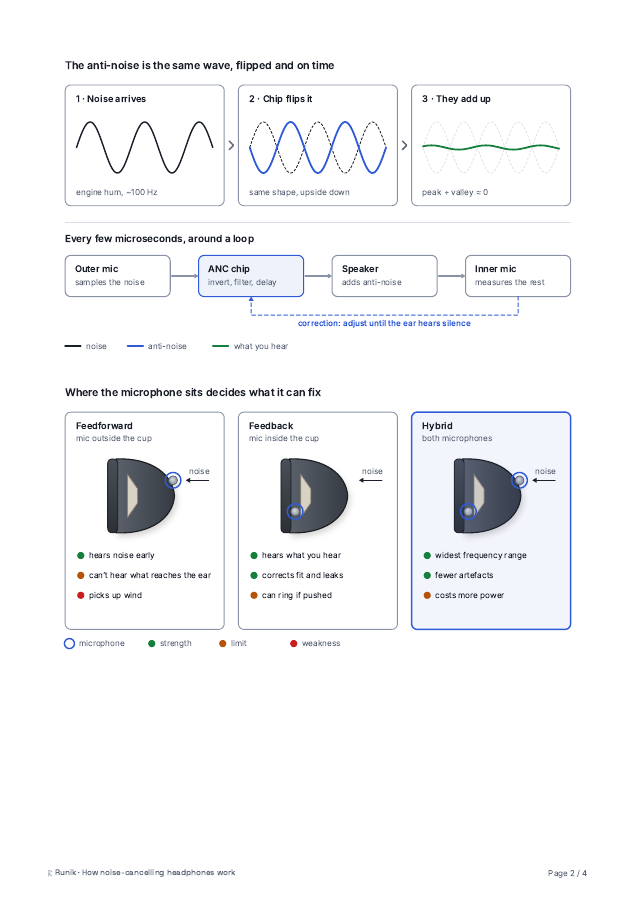 The anti-noise is the same wave, flipped and on time
1 · Noise arrives
engine hum, ~100 Hz
2 · Chip flips it
same shape, upside down
3 · They add up
peak + valley ≈ 0
Every few microseconds, around a loop
Outer mic
samples the noise
ANC chip
invert, filter, delay
Speaker
adds anti-noise
Inner mic
measures the rest
correction: adjust until the ear hears silence
noise
anti-noise
what you hear
Where the microphone sits decides what it can fix
Feedforward
mic outside the cup
noise
hears noise early
can't hear what reaches the ear
picks up wind
Feedback
mic inside the cup
noise
hears what you hear
corrects fit and leaks
can ring if pushed
Hybrid
both microphones
noise
widest frequency range
fewer artefacts
costs more power
microphone
strength
limit
weakness
Runik · How noise-cancelling headphones work
Page 2 / 4